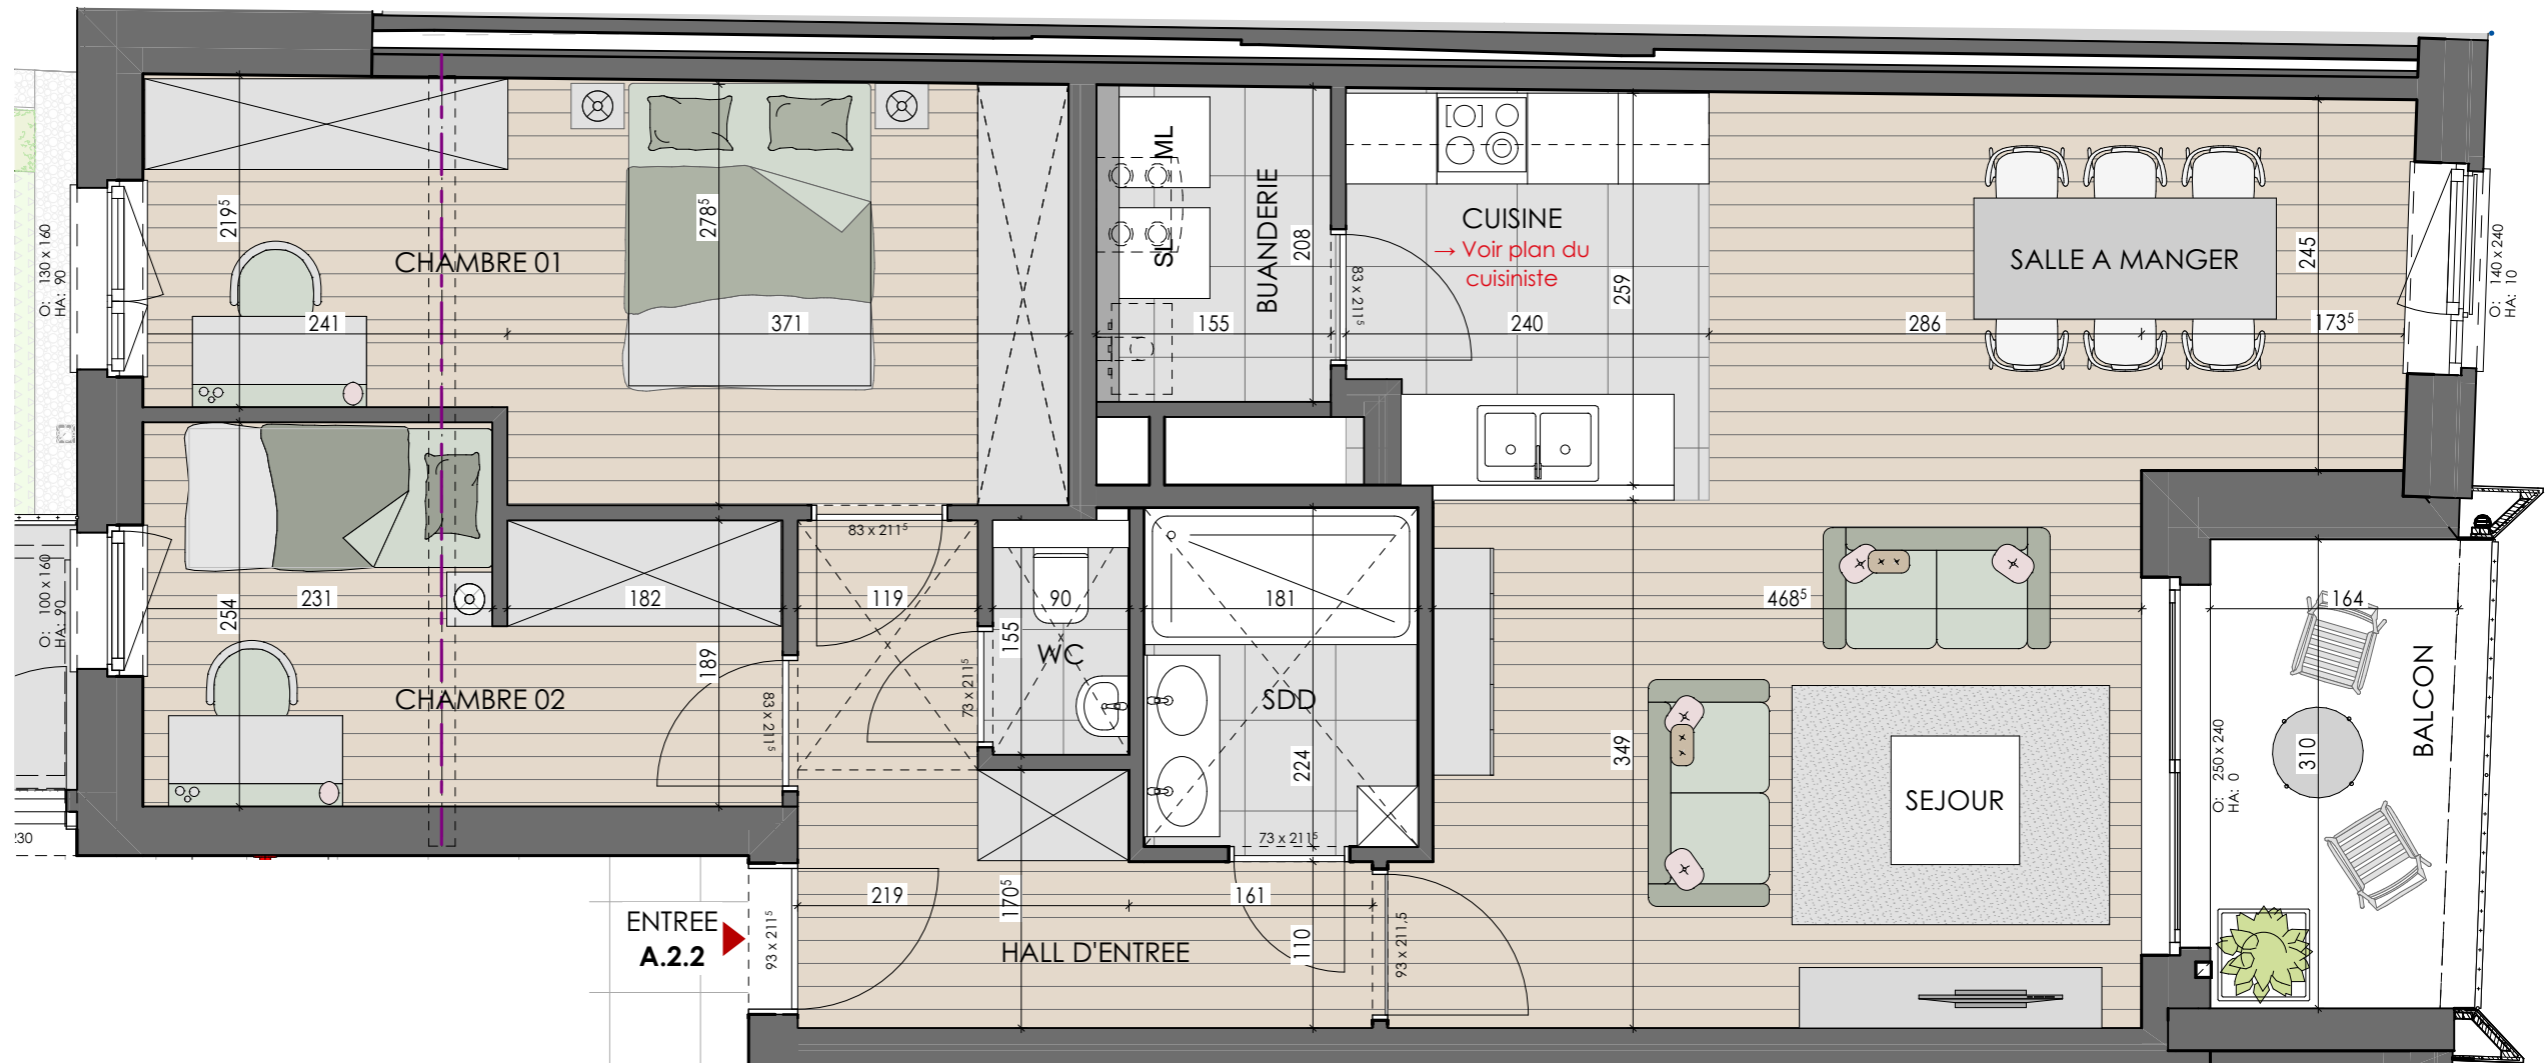 O: 130 x 160
HA: 90
219⁵
CHAMBRE 01
241
278⁵
371
ML
SL
BUANDERIE
208
155
83 x 211⁵
CUISINE
→ Voir plan du
cuisiniste
259
240
286
SALLE A MANGER
245
173⁵
O: 140 x 240
HA: 10
O: 100 x 160
HA: 90
254
231
182
CHAMBRE 02
189
83 x 211⁵
83 x 211⁵
119
73 x 211⁵
90
155
WC
181
SDD
224
73 x 211⁵
468⁵
349
SEJOUR
164
BALCON
310
O: 250 x 240
HA: 0
230
ENTREE
A.2.2
93 x 211⁵
219
170⁵
161
HALL D'ENTREE
110
93 x 211,5